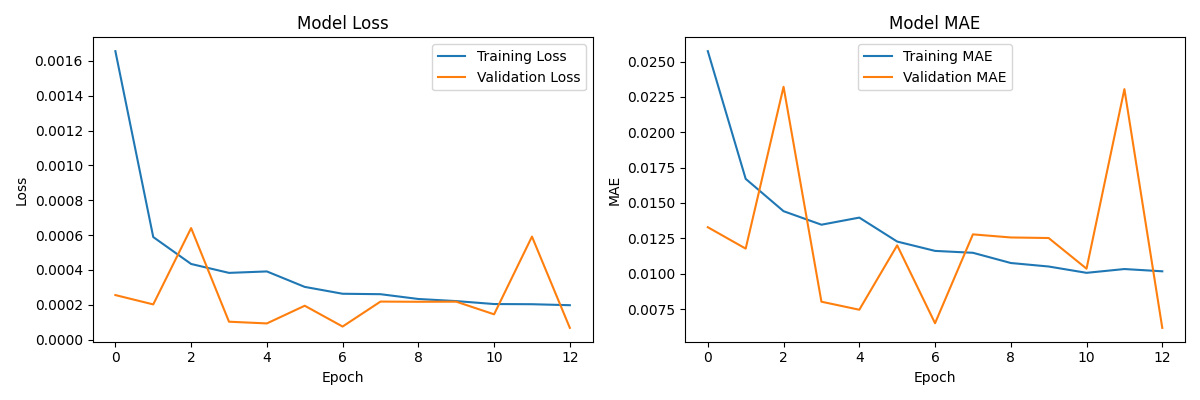 Model Loss
Training Loss
Validation Loss
0.0016
0.0014
0.0012
0.0010
0.0008
0.0006
0.0004
0.0002
0.0000
Loss
0 2 4 6 8 10 12
Epoch
Model MAE
Training MAE
Validation MAE
0.0250
0.0225
0.0200
0.0175
0.0150
0.0125
0.0100
0.0075
MAE
0 2 4 6 8 10 12
Epoch